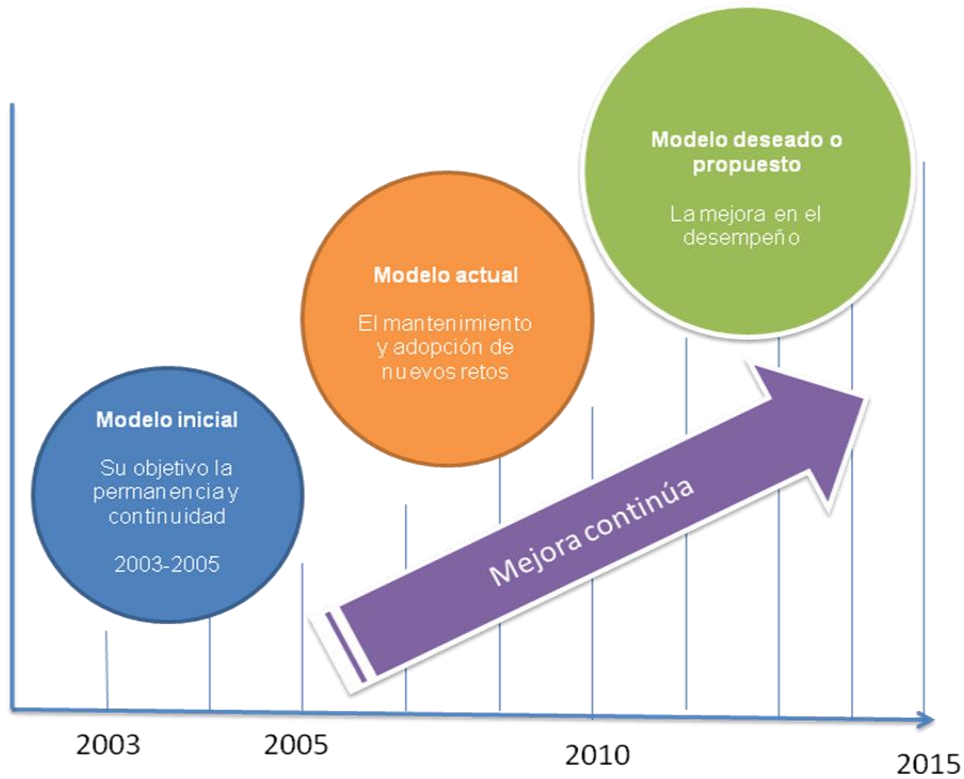 Modelo deseado o
propuesto
La mejora en el
desempeño
Modelo actual
El mantenimiento
y adopción de
nuevos retos
Modelo inicial
Su objetivo la
permanencia y
continuidad
2003-2005
Mejora continúa
2003
2005
2010
2015